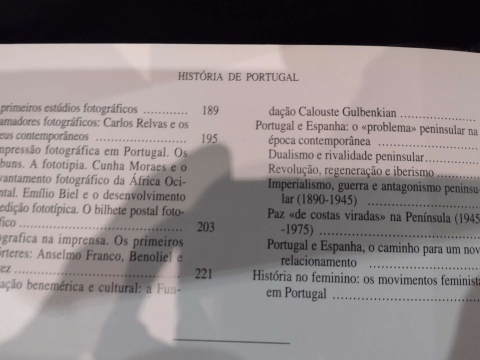 HISTÓRIA DE PORTUGAL
primeiros estúdios fotográficos ............ 189
amadores fotográficos: Carlos Relvas e os
seus contemporâneos ...................... 195
impressão fotográfica em Portugal. Os
buns. A fototipia. Cunha Moraes e o
vantamento fotográfico da África Oci-
ntal. Emílio Biel e o desenvolvimento
edição fototípica. O bilhete postal foto-
fico ............................................. 203
ografica na imprensa. Os primeiros
órteres: Anselmo Franco, Benoliel e
ez ............................................... 221
ação benemérica e cultural: a Fun-
dação Calouste Gulbenkian ...............
Portugal e Espanha: o «problema» peninsular na
época contemporânea ....................
Dualismo e rivalidade peninsular............
Revolução, regeneração e iberismo ........
Imperialismo, guerra e antagonismo peninsu-
lar (1890-1945) ............................
Paz «de costas viradas» na Península (1945-
-1975) ........................................
Portugal e Espanha, o caminho para um novo
relacionamento ............................
História no feminino: os movimentos feminista
em Portugal ...................................